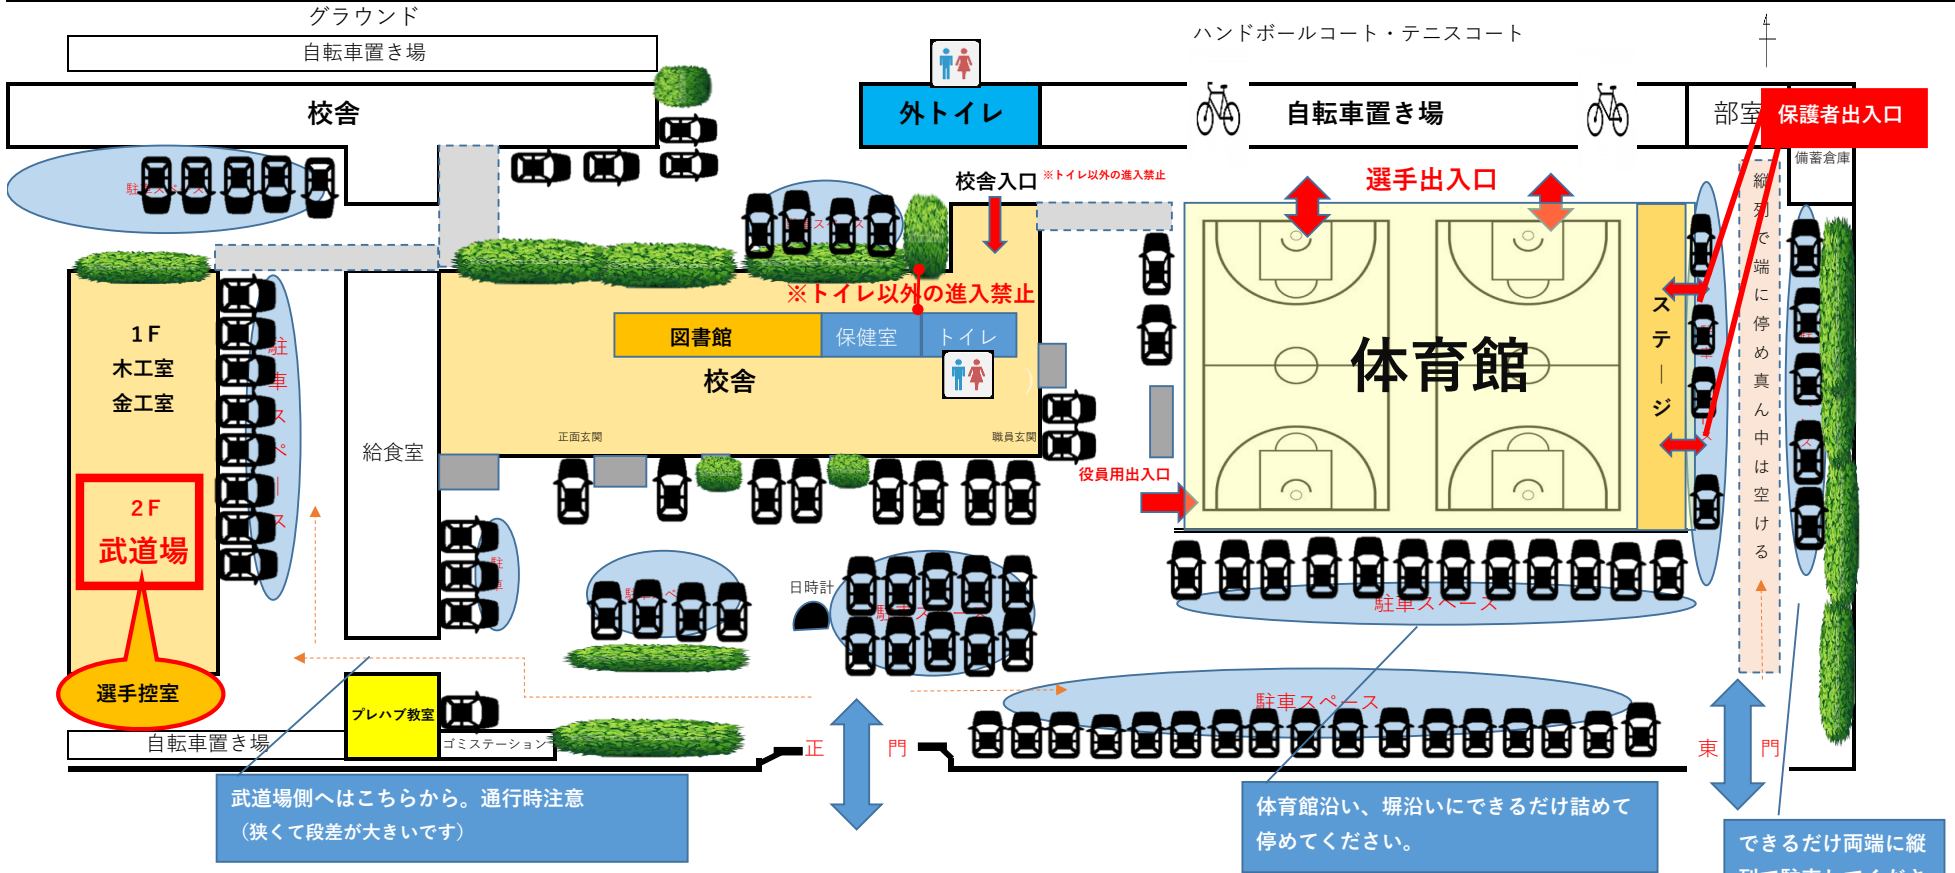 グラウンド
自転車置き場
ハンドボールコート・テニスコート
校舎
外トイレ
自転車置き場
部室
保護者出入口
備蓄倉庫
駐車スペース
校舎入口
※トイレ以外の進入禁止
選手出入口
縦列で端に停め真ん中は空ける
※トイレ以外の進入禁止
図書館
保健室
トイレ
校舎
体育館
ステージ
1F
木工室
金工室
駐車スペース
給食室
正面玄関
職員玄関
役員用出入口
2F
武道場
日時計
駐車スペース
選手控室
プレハブ教室
駐車スペース
自転車置き場
ゴミステーション
正 門
東 門
武道場側へはこちらから。通行時注意
（狭くて段差が大きいです）
体育館沿い、塀沿いにできるだけ詰めて
停めてください。
できるだけ両端に縦